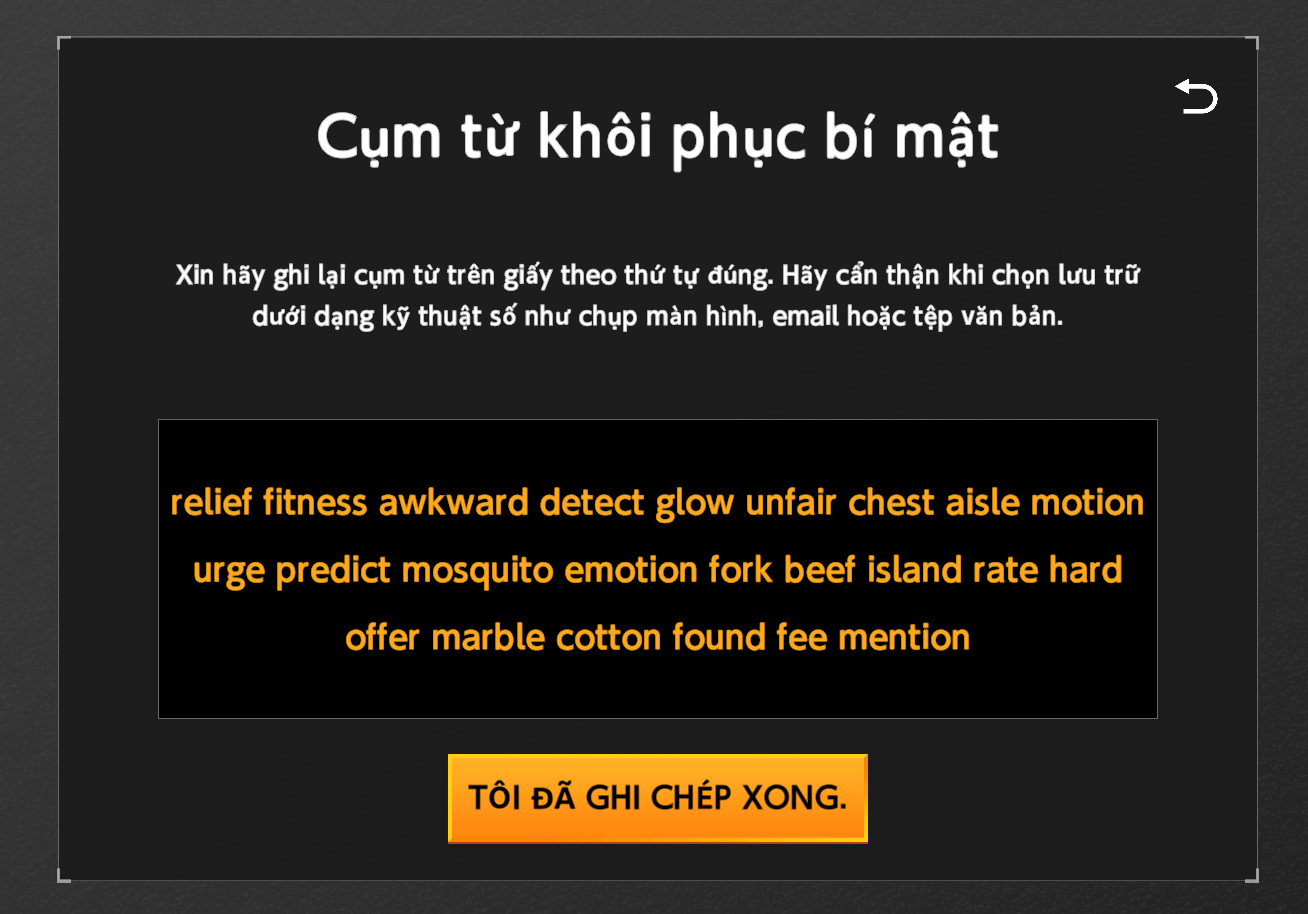 Cụm từ khôi phục bí mật
Xin hãy ghi lại cụm từ trên giấy theo thứ tự đúng. Hãy cẩn thận khi chọn lưu trữ
dưới dạng kỹ thuật số như chụp màn hình, email hoặc tệp văn bản.
relief fitness awkward detect glow unfair chest aisle motion
urge predict mosquito emotion fork beef island rate hard
offer marble cotton found fee mention
TÔI ĐÃ GHI CHÉP XONG.